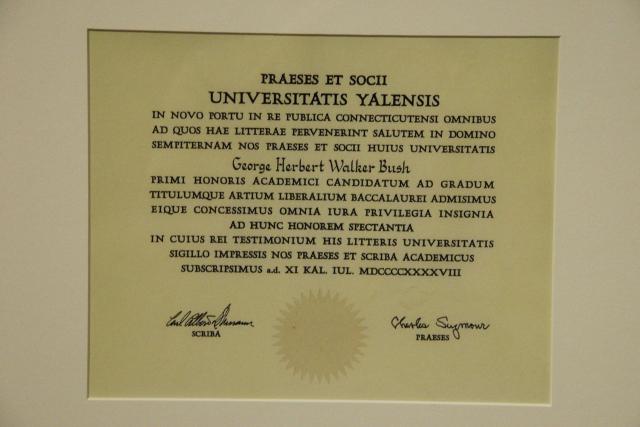 PRAESES ET SOCII
UNIVERSITATIS YALENSIS
IN NOVO PORTU IN RE PUBLICA CONNECTICUTENSI OMNIBUS
AD QUOS HAE LITTERAE PERVENERINT SALUTEM IN DOMINO
SEMPITERNAM NOS PRAESES ET SOCII HUIUS UNIVERSITATIS
George Herbert Walker Bush
PRIMI HONORIS ACADEMICI CANDIDATUM AD GRADUM
TITULUMQUE ARTIUM LIBERALIUM BACCALAUREI ADMISIMUS
EIQUE CONCESSIMUS OMNIA IURA PRIVILEGIA INSIGNIA
AD HUNC HONOREM SPECTANTIA
IN CUIUS REI TESTIMONIUM HIS LITTERIS UNIVERSITATIS
SIGILLO IMPRESSIS NOS PRAESES ET SCRIBA ACADEMICUS
SUBSCRIPSIMUS a.d. XI KAL. IUL. MDCCCCXXXXVIII
Carl Albert Lohmann
SCRIBA
Charles Seymour
PRAESES